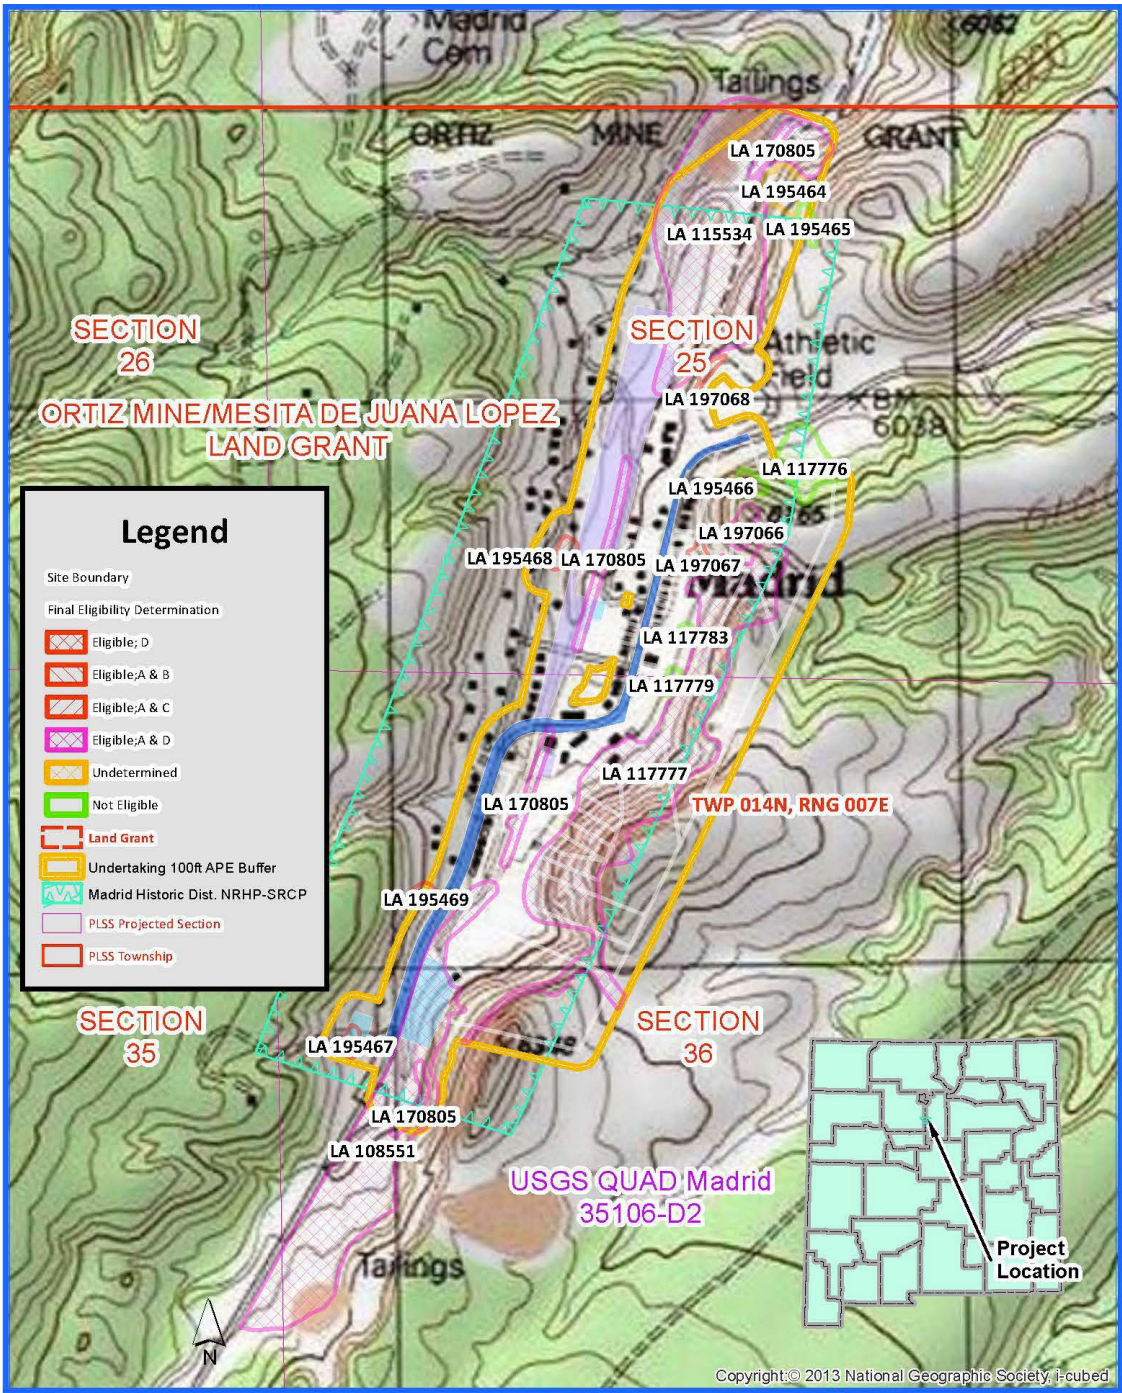 Madrid
Cem
6062
Tailings
ORTIZ MINE GRANT
LA 170805
LA 195464
LA 115534
LA 195465
SECTION
26
SECTION
25
Athletic
Field
LA 197068
BM
6038
ORTIZ MINE/MESITA DE JUANA LOPEZ
LAND GRANT
LA 117776
LA 195466
LA 197066
LA 195468
LA 170805
LA 197067
Madrid
LA 117783
LA 117779
LA 117777
LA 170805
TWP 014N, RNG 007E
LA 195469
Legend
Site Boundary
Final Eligibility Determination
Eligible; D
Eligible;A & B
Eligible;A & C
Eligible;A & D
Undetermined
Not Eligible
Land Grant
Undertaking 100ft APE Buffer
Madrid Historic Dist. NRHP-SRCP
PLSS Projected Section
PLSS Township
SECTION
35
SECTION
36
LA 195467
LA 170805
LA 108551
USGS QUAD Madrid
35106-D2
Tailings
N
Project
Location
Copyright:© 2013 National Geographic Society, i-cubed